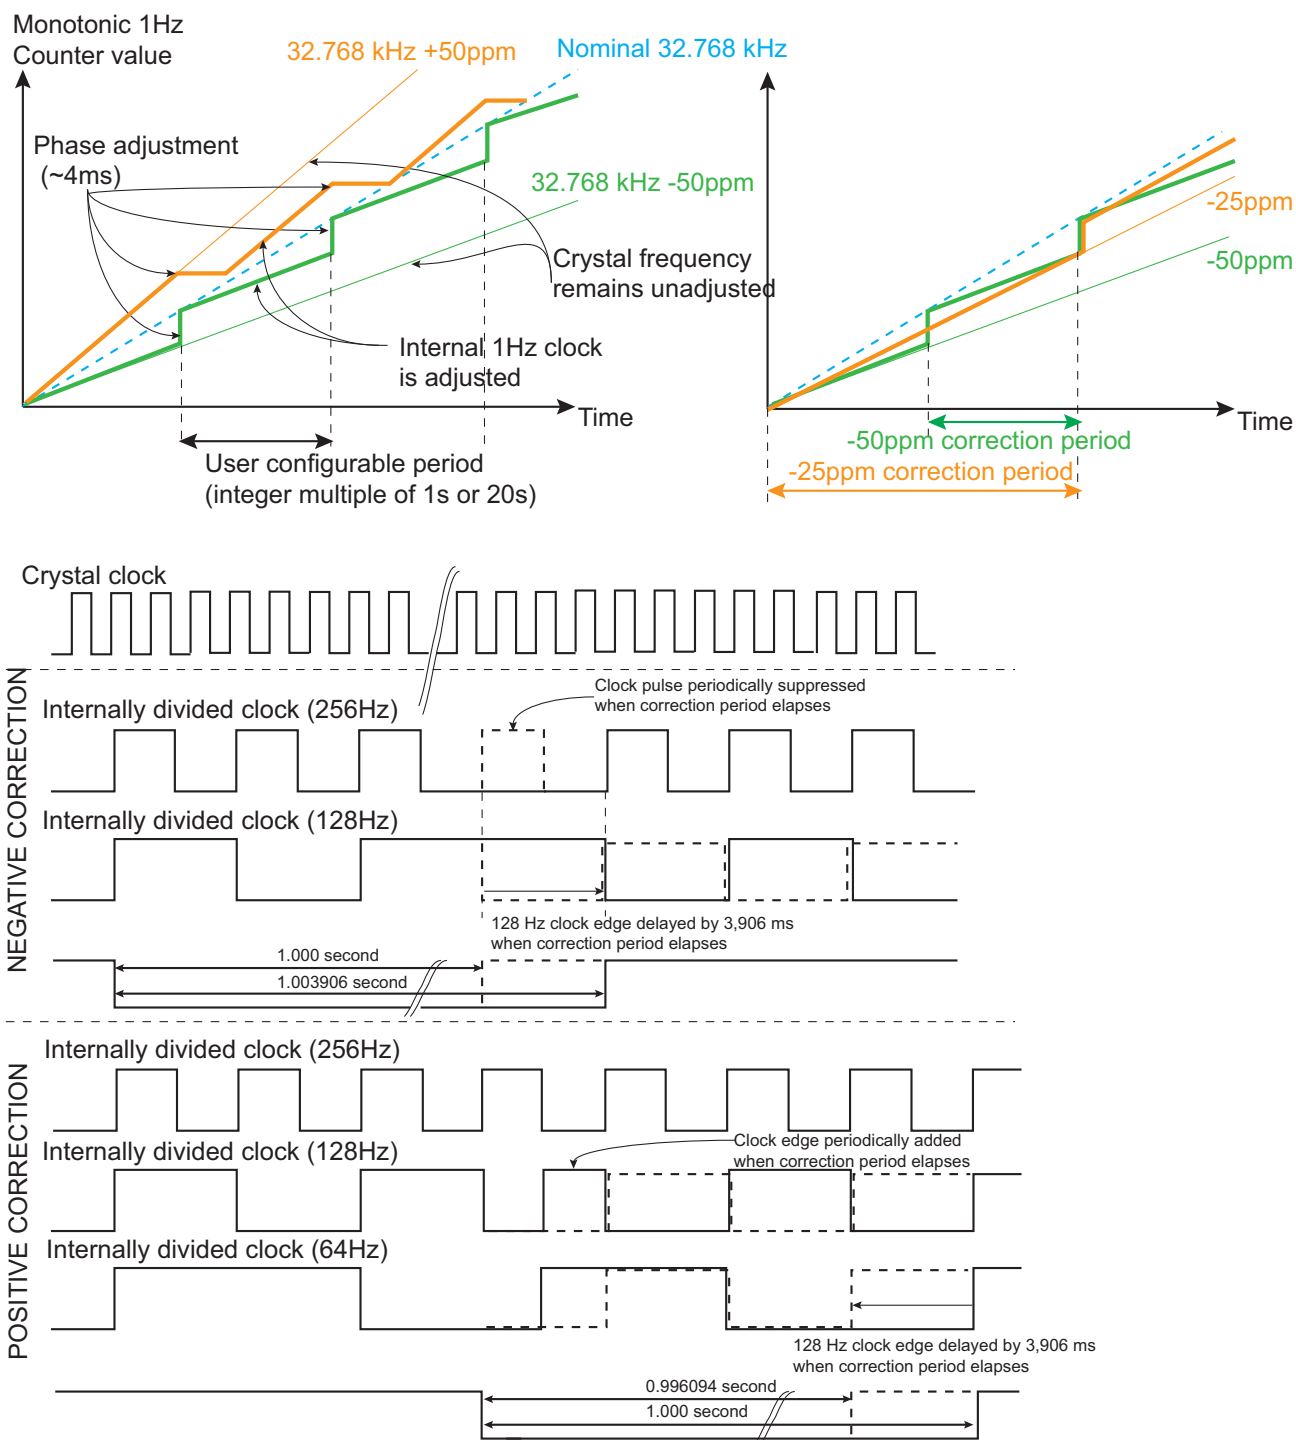 Monotonic 1Hz
Counter value
32.768 kHz +50ppm
Nominal 32.768 kHz
Phase adjustment
(~4ms)
32.768 kHz -50ppm
Crystal frequency
remains unadjusted
Internal 1Hz clock
is adjusted
Time
User configurable period
(integer multiple of 1s or 20s)
-25ppm
-50ppm
Time
-50ppm correction period
-25ppm correction period
Crystal clock
NEGATIVE CORRECTION
Clock pulse periodically suppressed
when correction period elapses
Internally divided clock (256Hz)
Internally divided clock (128Hz)
128 Hz clock edge delayed by 3,906 ms
when correction period elapses
1.000 second
1.003906 second
POSITIVE CORRECTION
Internally divided clock (256Hz)
Internally divided clock (128Hz)
Clock edge periodically added
when correction period elapses
Internally divided clock (64Hz)
128 Hz clock edge delayed by 3,906 ms
when correction period elapses
0.996094 second
1.000 second